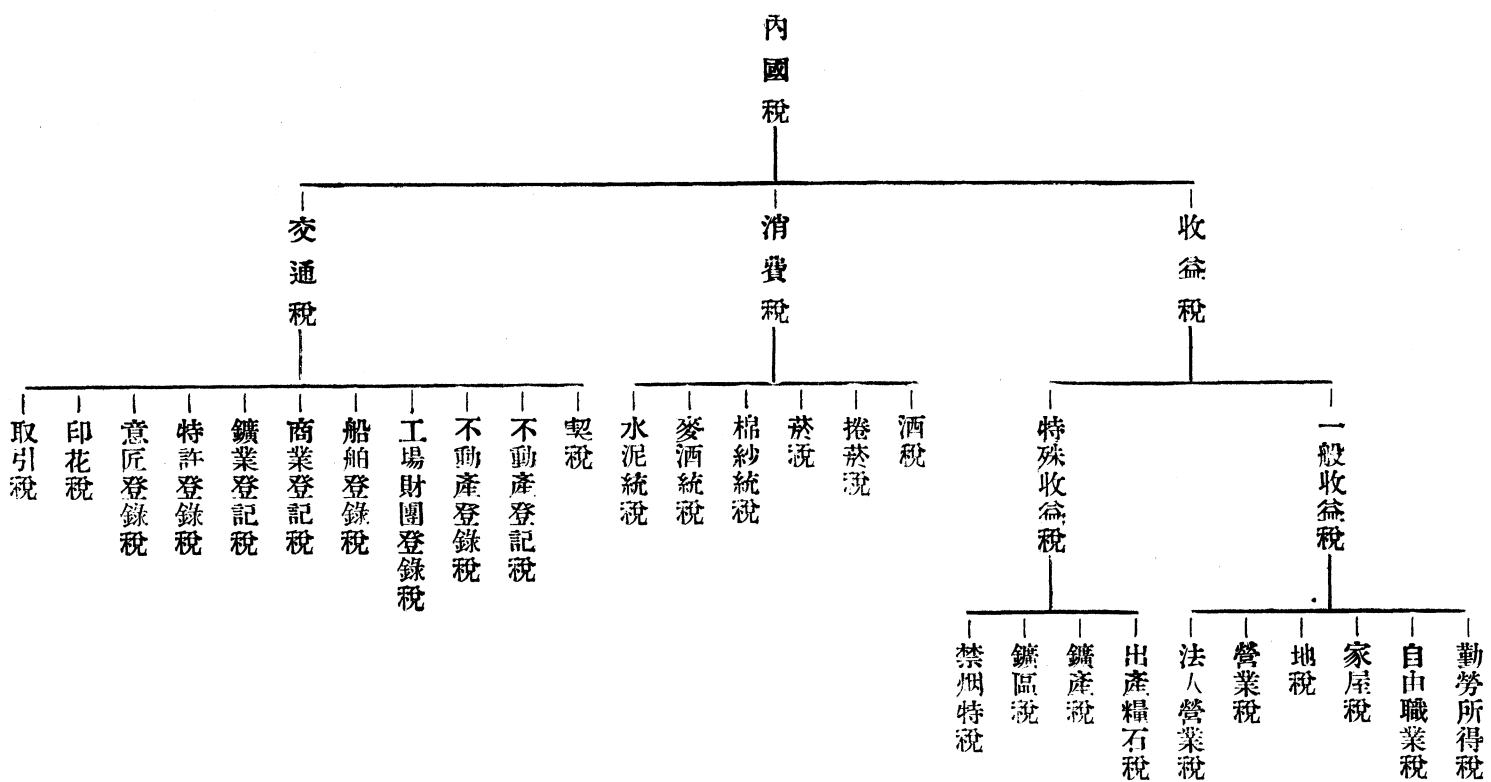 內國稅
收益稅
一般收益稅
勤勞所得稅
自由職業稅
家屋稅
地稅
營業稅
法人營業稅
特殊收益稅
出產糧石稅
鑛產稅
鑛區稅
禁烟特稅
消費稅
酒稅
捲菸稅
菸稅
棉紗統稅
麥酒統稅
水泥統稅
交通稅
契稅
不動產登記稅
不動產登錄稅
工場財團登錄稅
船舶登錄稅
商業登記稅
鑛業登記稅
特許登錄稅
意匠登錄稅
印花稅
取引稅